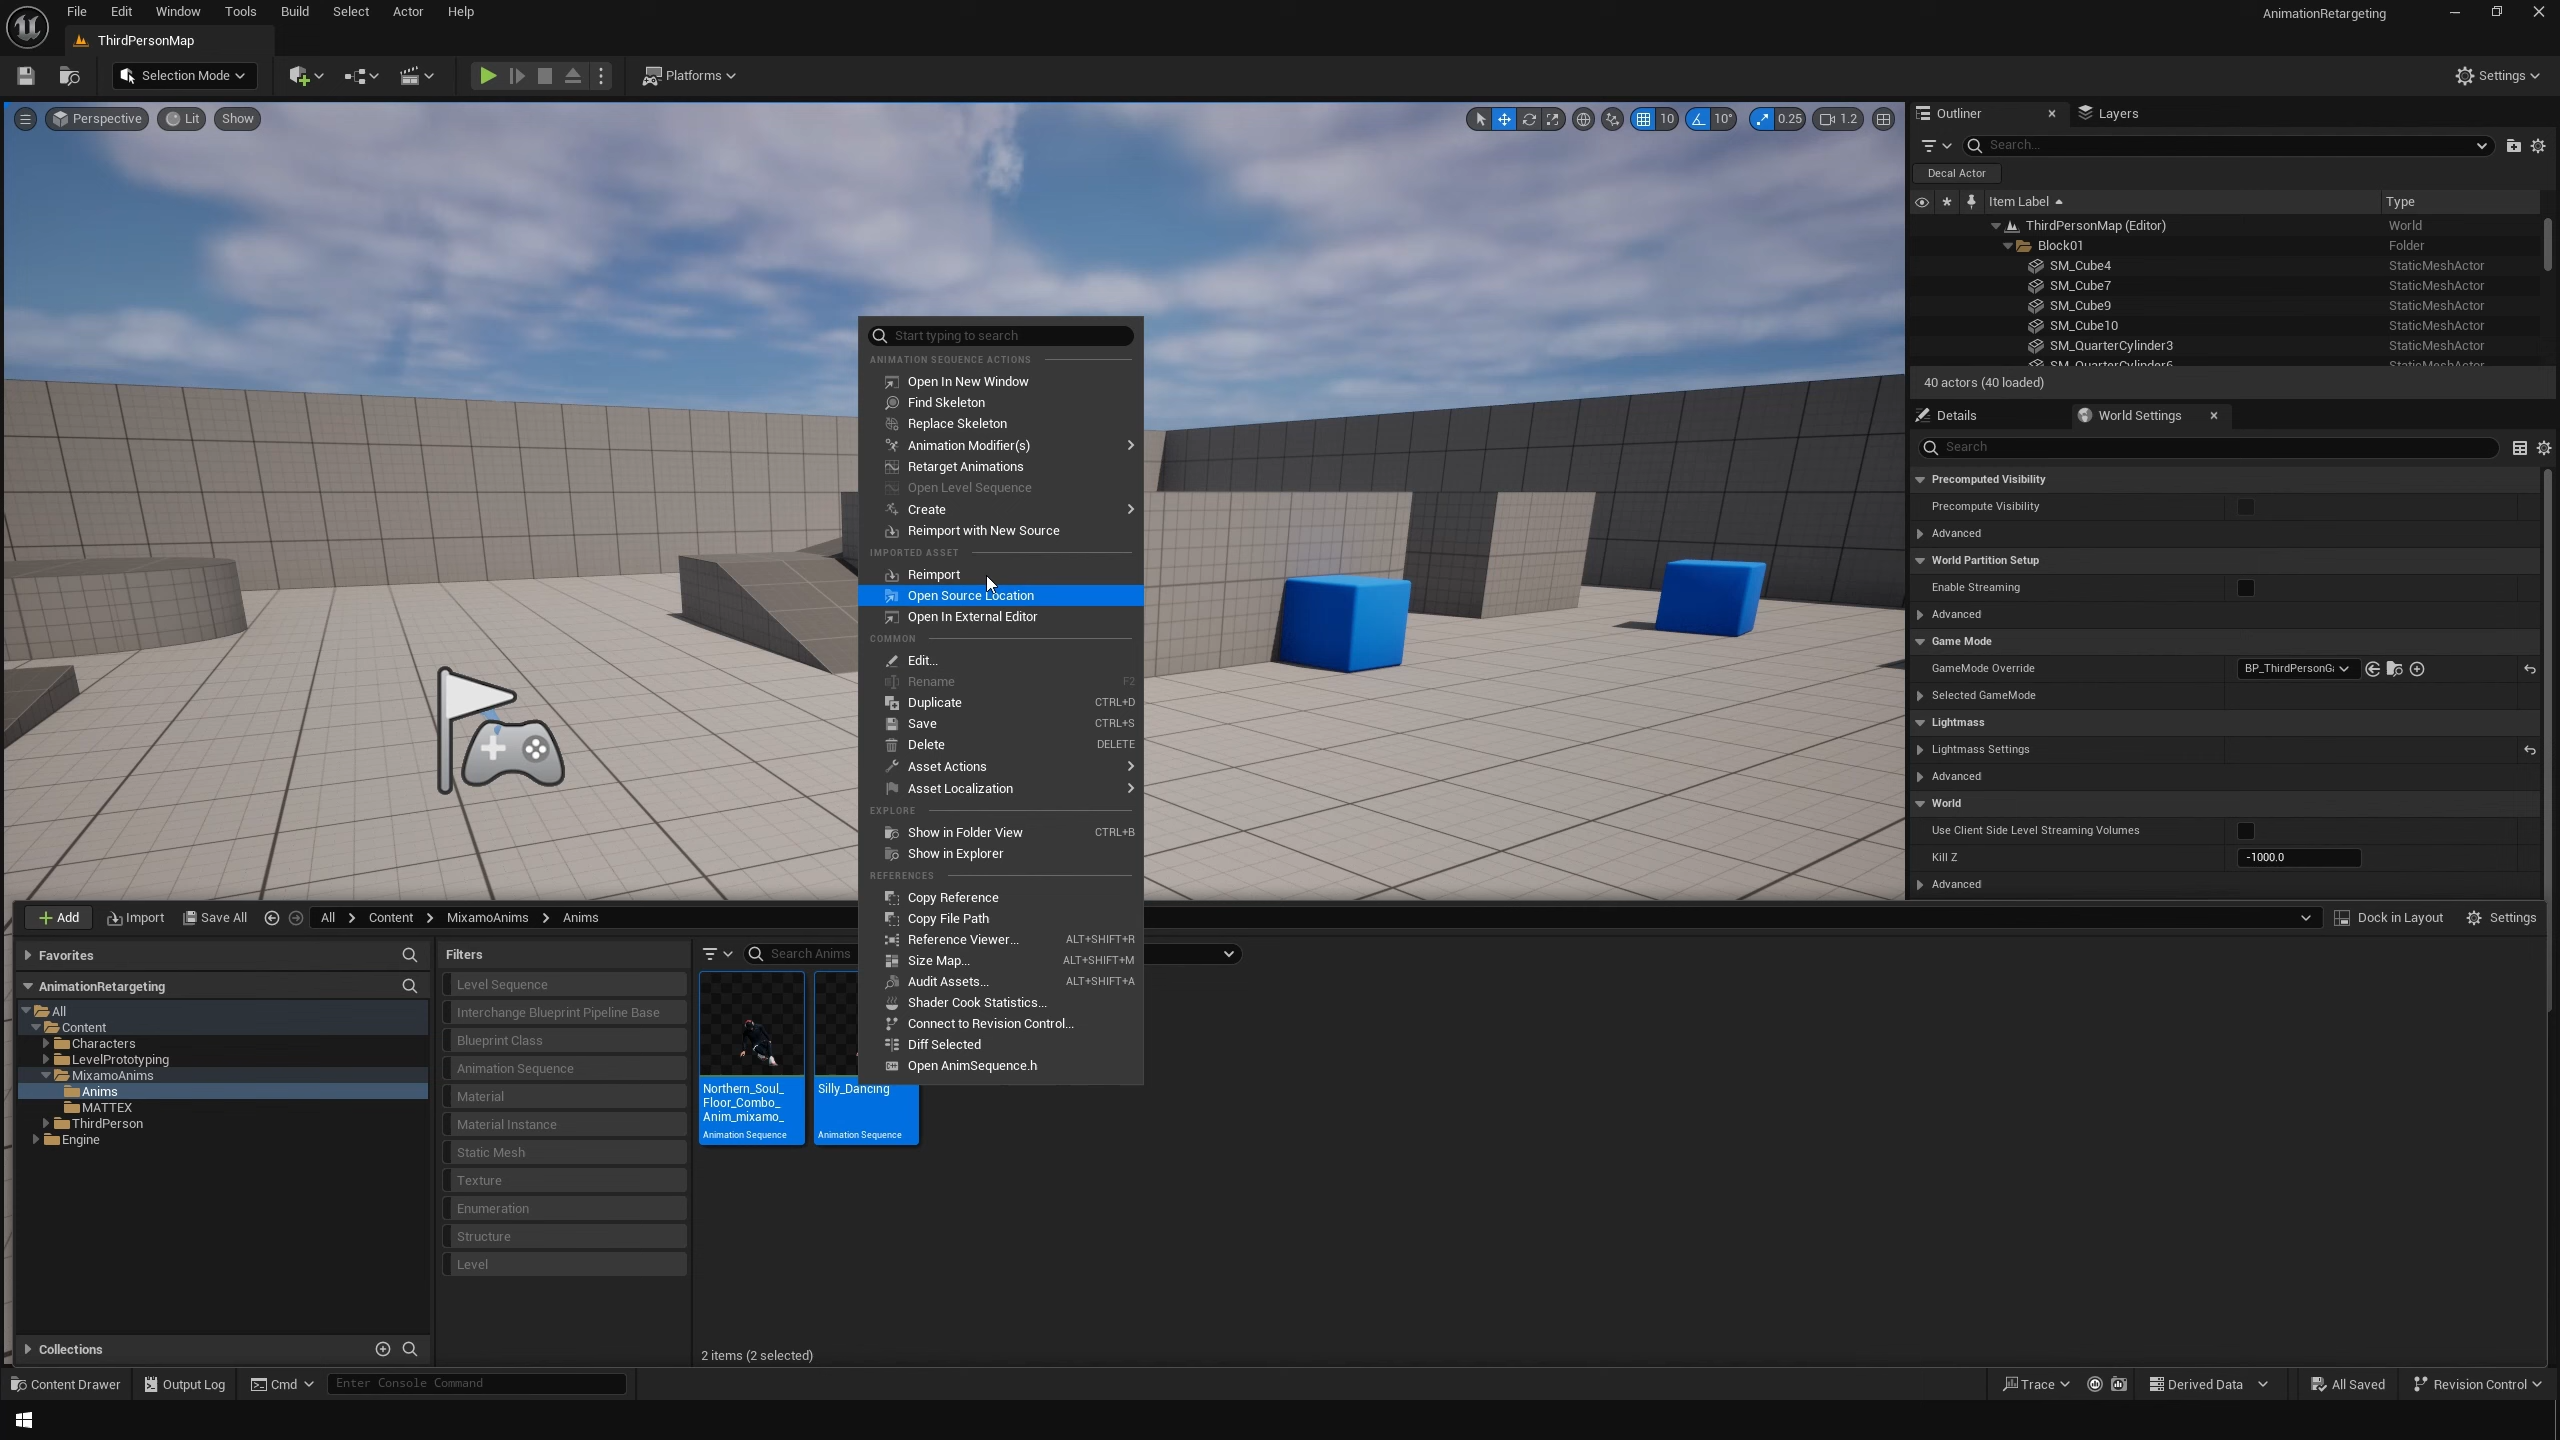 File Edit Window Tools Build Select Actor Help
AnimationRetargeting
ThirdPersonMap
Selection Mode
Platforms
Settings
Perspective
Lit
Show
10
10°
0.25
1.2
Outliner
Layers
Search...
Decal Actor
Item Label
Type
ThirdPersonMap (Editor)
World
Block01
Folder
SM_Cube4
StaticMeshActor
SM_Cube7
StaticMeshActor
SM_Cube9
StaticMeshActor
SM_Cube10
StaticMeshActor
SM_QuarterCylinder3
StaticMeshActor
SM_QuarterCylinder6
StaticMeshActor
40 actors (40 loaded)
Details
World Settings
Search
Precomputed Visibility
Precompute Visibility
Advanced
World Partition Setup
Enable Streaming
Advanced
Game Mode
GameMode Override
BP_ThirdPersonGa
Selected GameMode
Lightmass
Lightmass Settings
Advanced
World
Use Client Side Level Streaming Volumes
Kill Z
-1000.0
Advanced
Start typing to search
ANIMATION SEQUENCE ACTIONS
Open In New Window
Find Skeleton
Replace Skeleton
Animation Modifier(s)
Retarget Animations
Open Level Sequence
Create
Reimport with New Source
IMPORTED ASSET
Reimport
Open Source Location
Open In External Editor
COMMON
Edit...
Rename F2
Duplicate CTRL+D
Save CTRL+S
Delete DELETE
Asset Actions
Asset Localization
EXPLORE
Show in Folder View CTRL+B
Show in Explorer
REFERENCES
Copy Reference
Copy File Path
Reference Viewer... ALT+SHIFT+R
Size Map... ALT+SHIFT+M
Audit Assets... ALT+SHIFT+A
Shader Cook Statistics...
Connect to Revision Control...
Diff Selected
Open AnimSequence.h
Add
Import
Save All
All
Content
MixamoAnims
Anims
Dock in Layout
Settings
Favorites
AnimationRetargeting
All
Content
Characters
LevelPrototyping
MixamoAnims
Anims
MATTEX
ThirdPerson
Engine
Collections
Filters
Level Sequence
Interchange Blueprint Pipeline Base
Blueprint Class
Animation Sequence
Material
Material Instance
Static Mesh
Texture
Enumeration
Structure
Level
Search Anims
Northern_Soul_
Floor_Combo_
Anim_mixamo_
Animation Sequence
Silly_Dancing
Animation Sequence
2 items (2 selected)
Content Drawer
Output Log
Cmd
Enter Console Command
Trace
Derived Data
All Saved
Revision Control